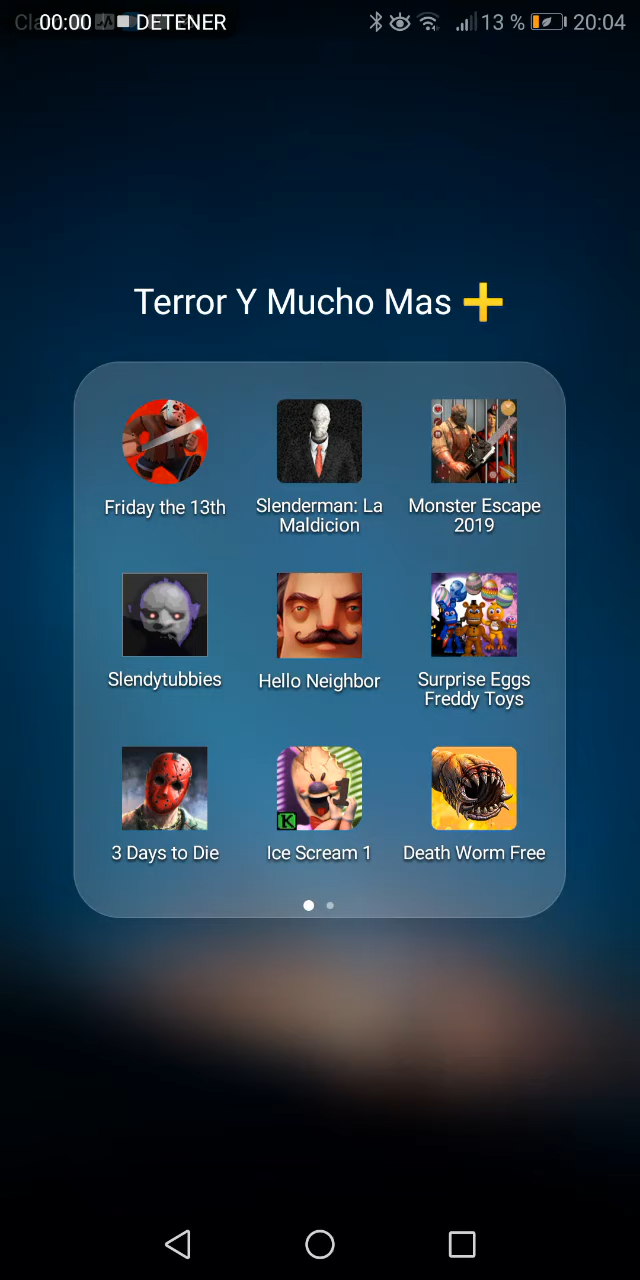 00:00 DETENER 13 % 20:04
Terror Y Mucho Mas ➕
Friday the 13th
Slenderman: La
Maldicion
Monster Escape
2019
Slendytubbies
Hello Neighbor
Surprise Eggs
Freddy Toys
3 Days to Die
1
K
Ice Scream 1
Death Worm Free